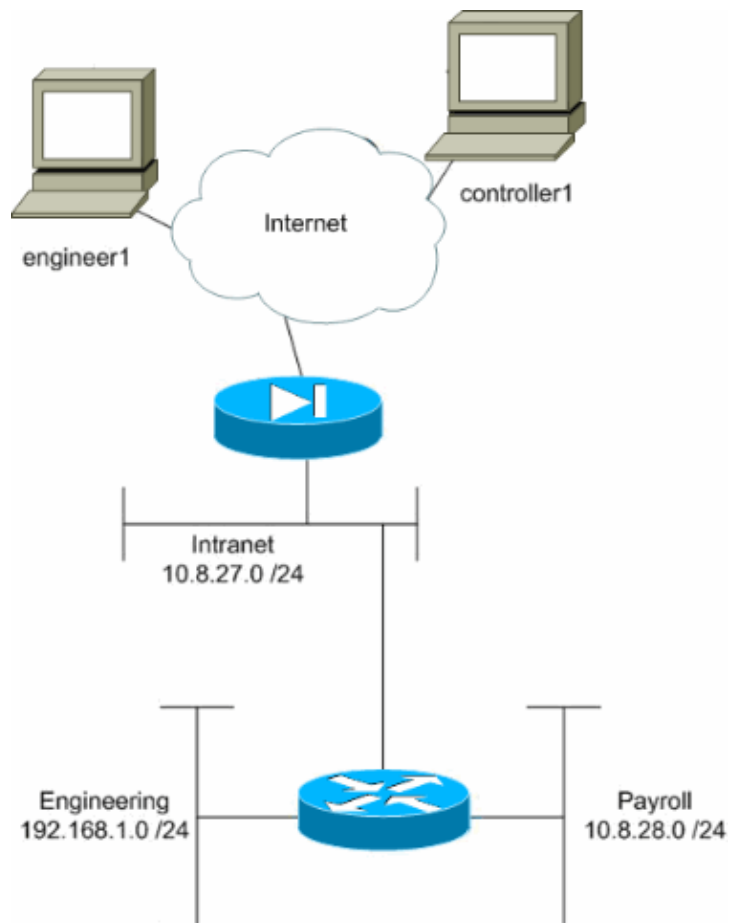 controller1
Internet
engineer1
Intranet
10.8.27.0 /24
Engineering
192.168.1.0 /24
Payroll
10.8.28.0 /24